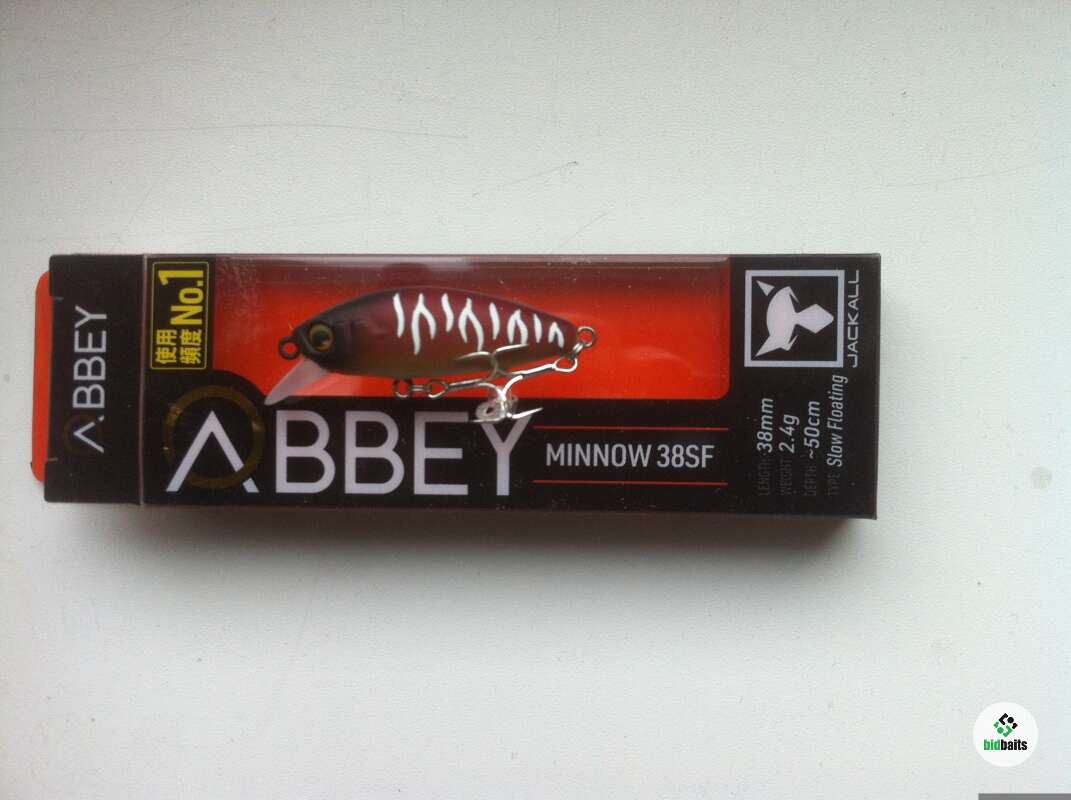 ABBEY
使用
頻度
No.1
ABBEY
MINNOW 38SF
JACKALL
LENGTH 38mm
WEIGHT 2.4g
DEPTH ~50cm
TYPE Slow Floating
bidbaits